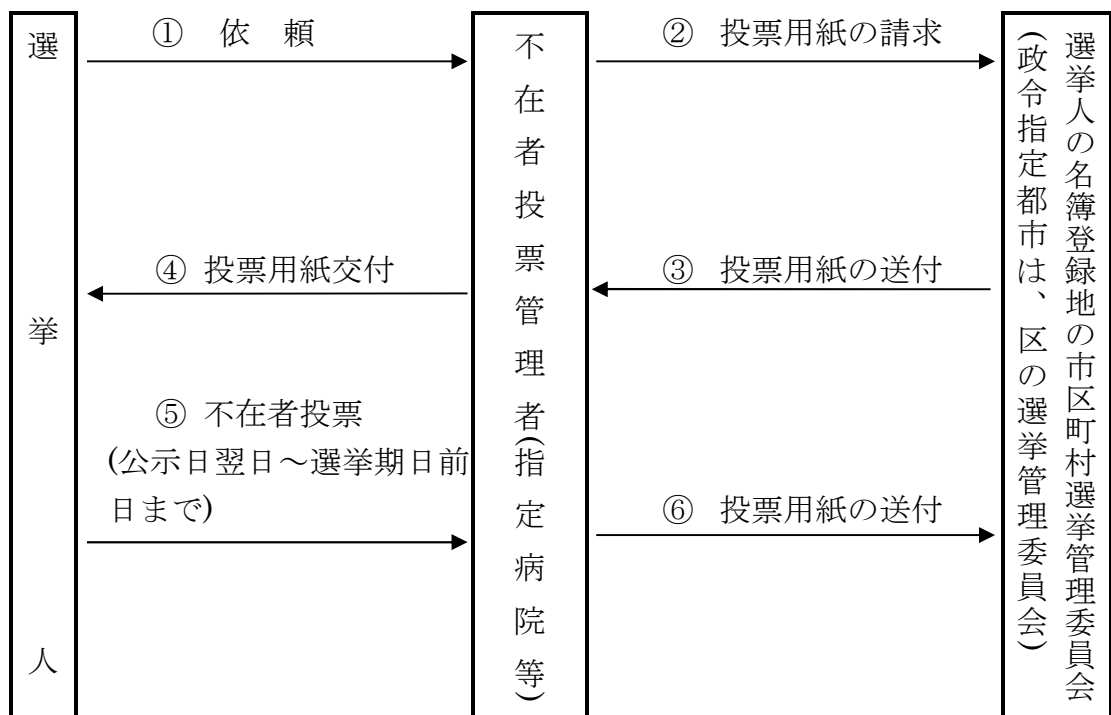 選挙人
① 依 頼
④ 投票用紙交付
⑤ 不在者投票
(公示日翌日～選挙期日前
日まで)
不在者投票管理者(指定病院等)
② 投票用紙の請求
③ 投票用紙の送付
⑥ 投票用紙の送付
選挙人の名簿登録地の市区町村選挙管理委員会
(政令指定都市は、区の選挙管理委員会)